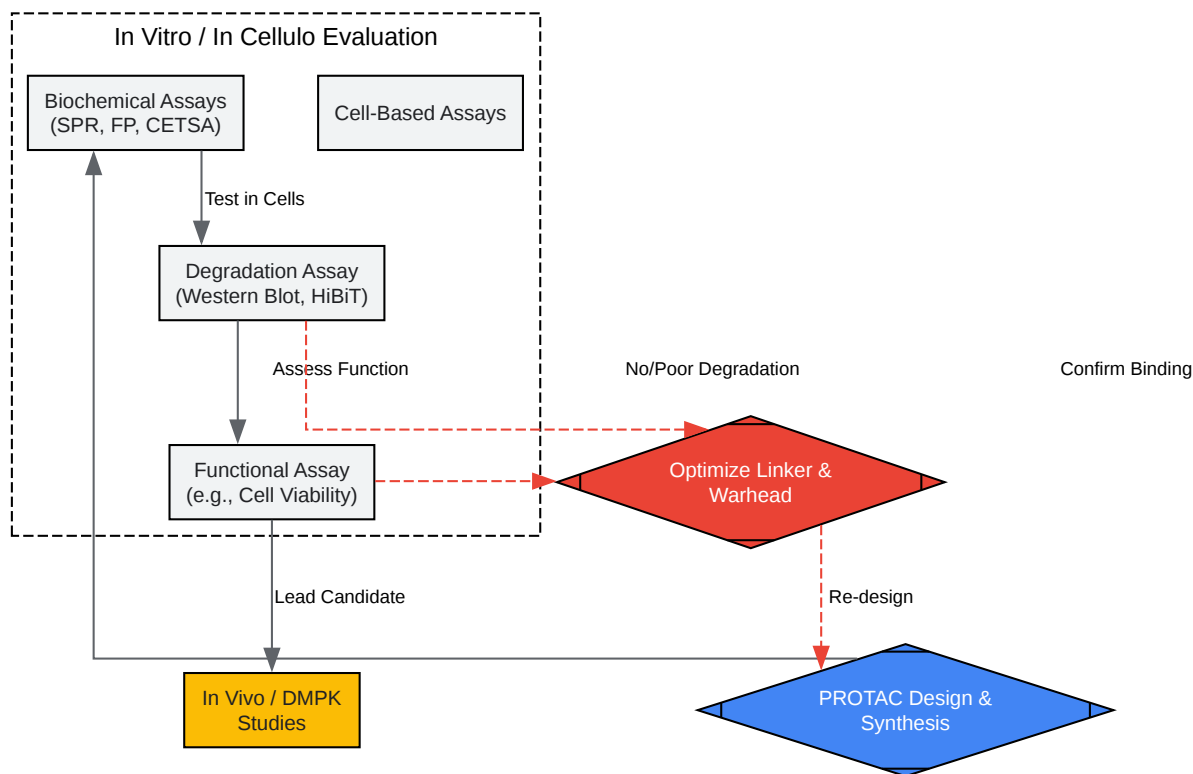 In Vitro / In Cellulo Evaluation
Biochemical Assays
(SPR, FP, CETSA)
Cell-Based Assays
Test in Cells
Degradation Assay
(Western Blot, HiBiT)
Assess Function
No/Poor Degradation
Confirm Binding
Functional Assay
(e.g., Cell Viability)
Optimize Linker &
Warhead
Lead Candidate
Re-design
In Vivo / DMPK
Studies
PROTAC Design &
Synthesis